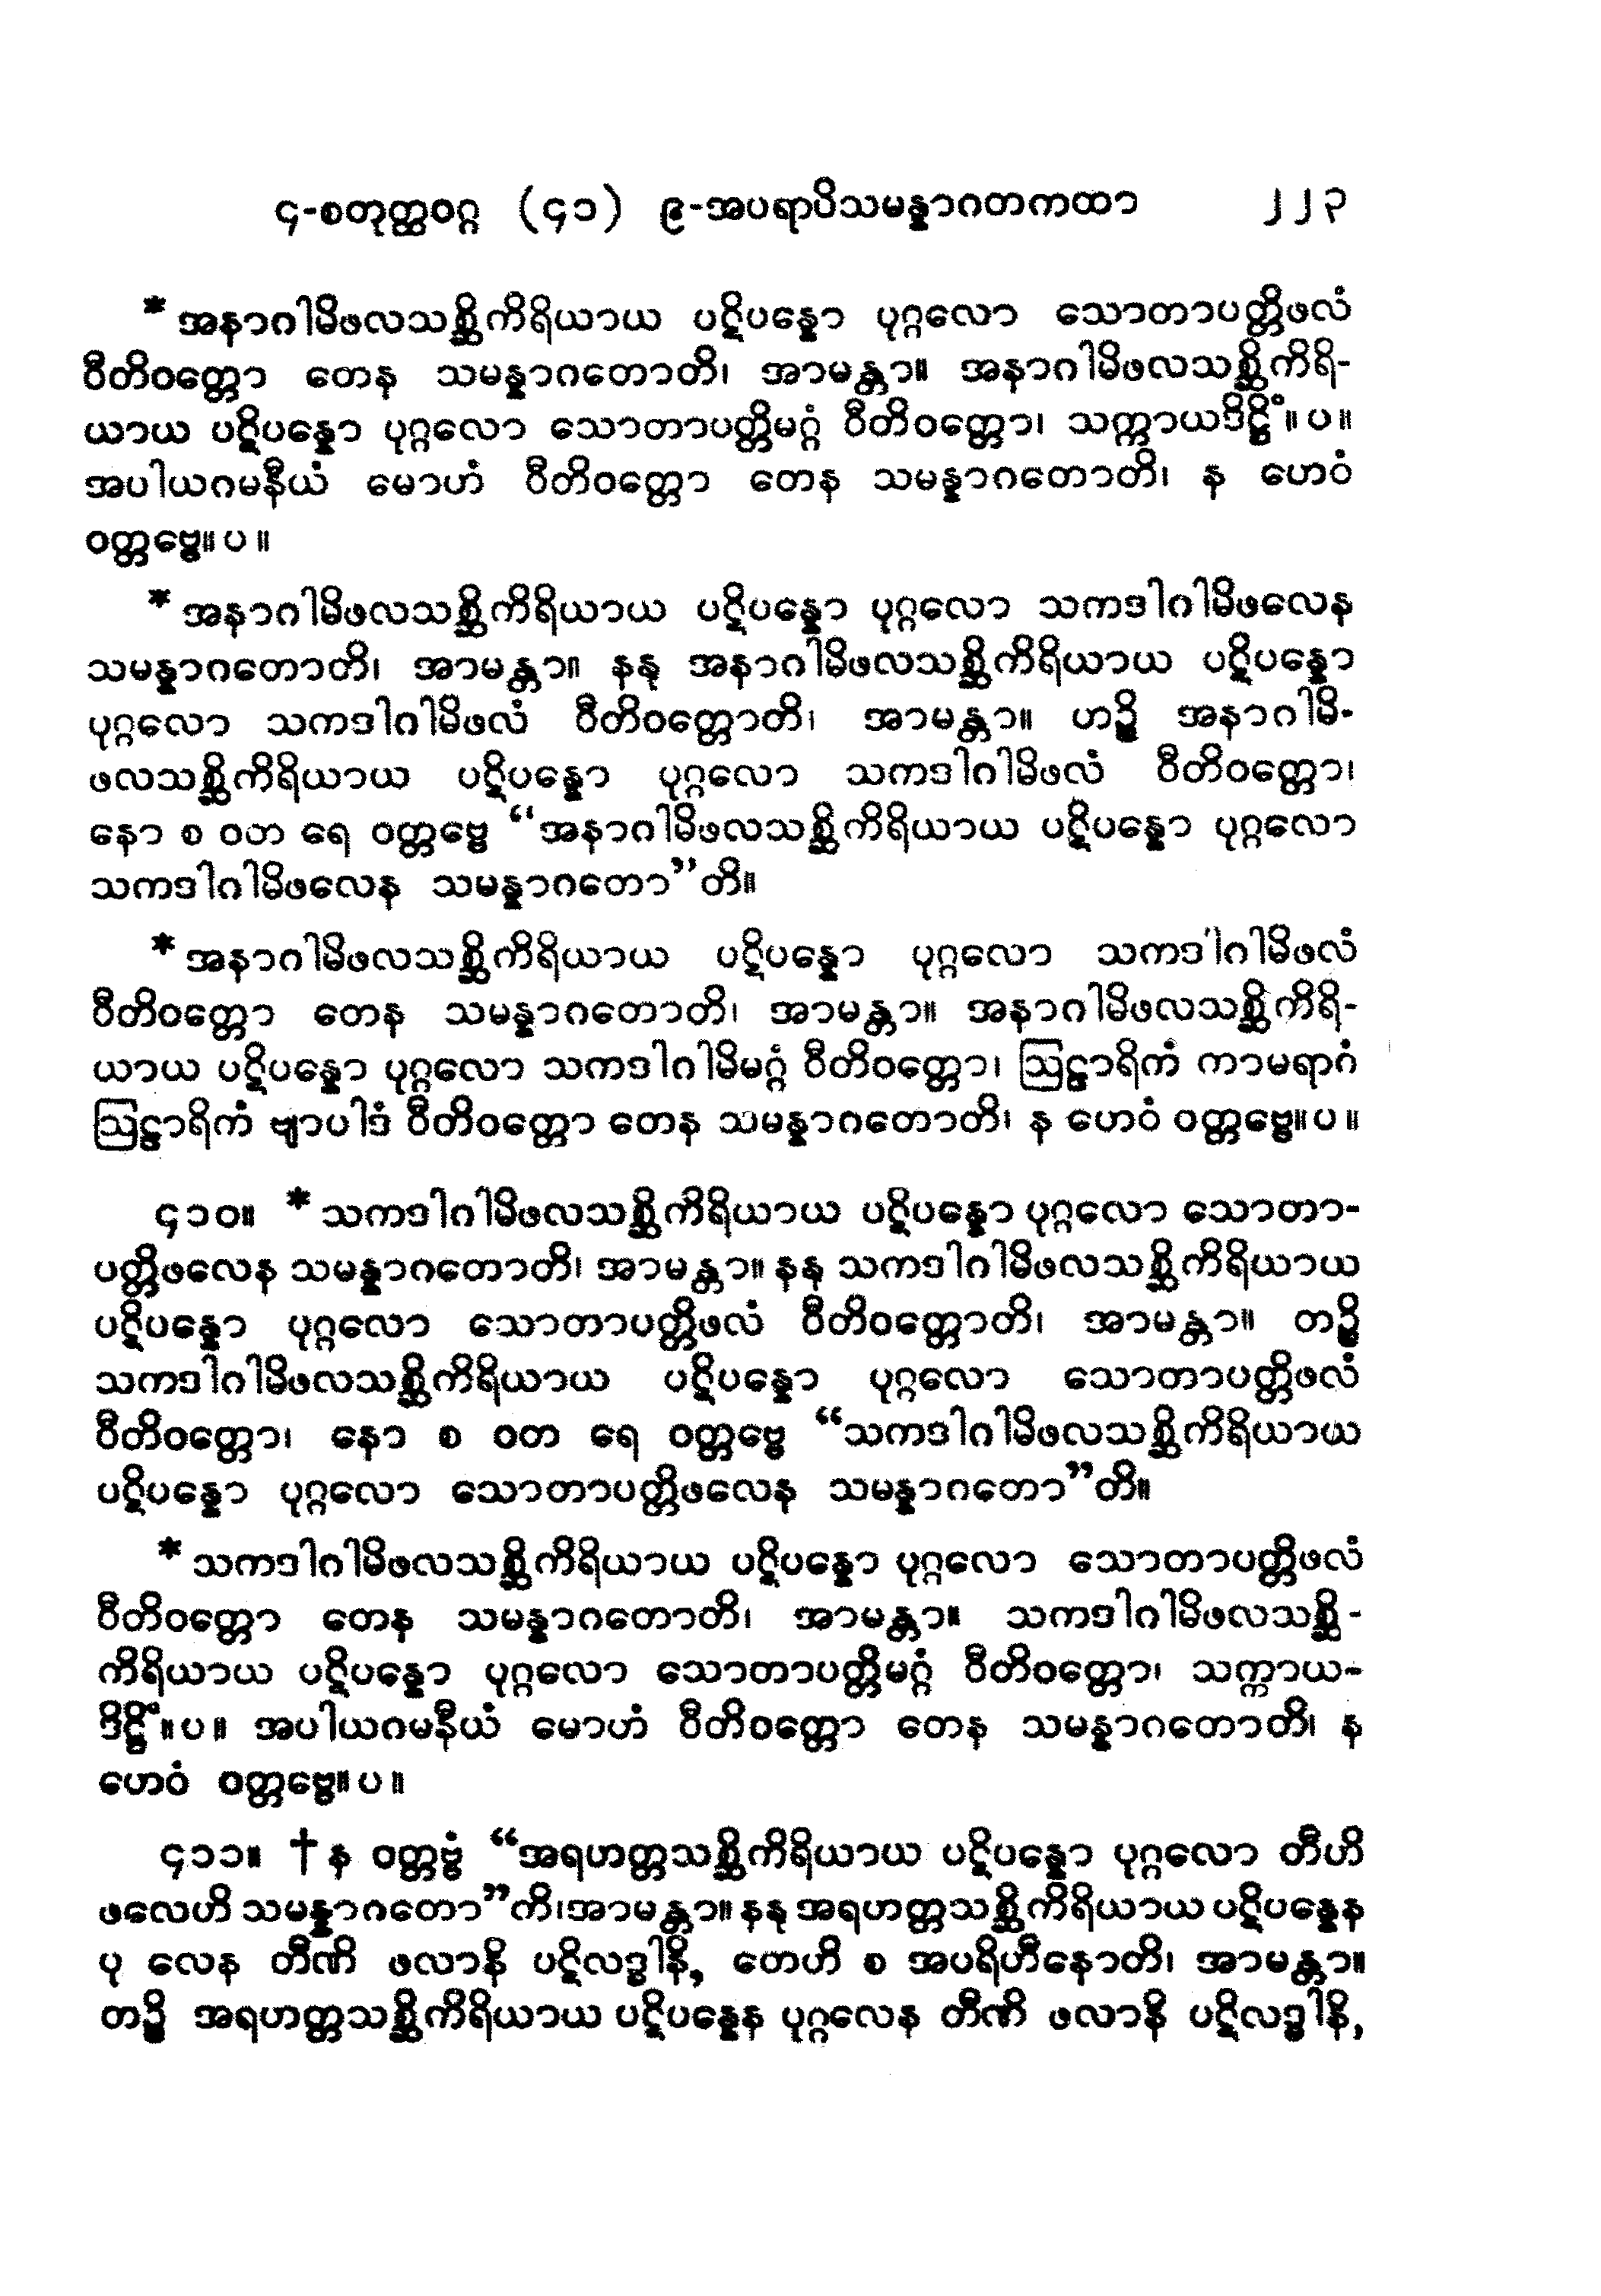 ၄-စတုတ္ထဝဂ္ဂ (၄၁) ၉-အပရာပိသမန္နာဂတကထာ ၂၂၃
* အနာဂါမိဖလသစ္ဆိကိရိယာယ ပဋိပန္နော ပုဂ္ဂလော သောတာပတ္တိဖလံ
ဝီတိဝတ္တော တေန သမန္နာဂတောတိ၊ အာမန္တာ။ အနာဂါမိဖလသစ္ဆိကိရိ-
ယာယ ပဋိပန္နော ပုဂ္ဂလော သောတာပတ္တိမဂ္ဂံ ဝီတိဝတ္တော၊ သက္ကာယဒိဋ္ဌိံ။ပ။
အပါယဂမနီယံ မောဟံ ဝီတိဝတ္တော တေန သမန္နာဂတောတိ၊ န ဟေဝံ
ဝတ္တဗ္ဗေ။ပ။
* အနာဂါမိဖလသစ္ဆိကိရိယာယ ပဋိပန္နော ပုဂ္ဂလော သကဒါဂါမိဖလေန
သမန္နာဂတောတိ၊ အာမန္တာ။ နနု အနာဂါမိဖလသစ္ဆိကိရိယာယ ပဋိပန္နော
ပုဂ္ဂလော သကဒါဂါမိဖလံ ဝီတိဝတ္တောတိ၊ အာမန္တာ။ ဟဉ္စိ အနာဂါမိ-
ဖလသစ္ဆိကိရိယာယ ပဋိပန္နော ပုဂ္ဂလော သကဒါဂါမိဖလံ ဝီတိဝတ္တော၊
နော စ ဝတ ရေ ဝတ္တဗ္ဗေ “အနာဂါမိဖလသစ္ဆိကိရိယာယ ပဋိပန္နော ပုဂ္ဂလော
သကဒါဂါမိဖလေန သမန္နာဂတော”တိ။
* အနာဂါမိဖလသစ္ဆိကိရိယာယ ပဋိပန္နော ပုဂ္ဂလော သကဒါဂါမိဖလံ
ဝီတိဝတ္တော တေန သမန္နာဂတောတိ၊ အာမန္တာ။ အနာဂါမိဖလသစ္ဆိကိရိ-
ယာယ ပဋိပန္နော ပုဂ္ဂလော သကဒါဂါမိမဂ္ဂံ ဝီတိဝတ္တော၊ ဩဠာရိကံ ကာမရာဂံ
ဩဠာရိကံ ဗျာပါဒံ ဝီတိဝတ္တော တေန သမန္နာဂတောတိ၊ န ဟေဝံ ဝတ္တဗ္ဗေ။ပ။
၄၁၀။ * သကဒါဂါမိဖလသစ္ဆိကိရိယာယ ပဋိပန္နော ပုဂ္ဂလော သောတာ-
ပတ္တိဖလေန သမန္နာဂတောတိ၊ အာမန္တာ။ နနု သကဒါဂါမိဖလသစ္ဆိကိရိယာယ
ပဋိပန္နော ပုဂ္ဂလော သောတာပတ္တိဖလံ ဝီတိဝတ္တောတိ၊ အာမန္တာ။ တဉ္စိ
သကဒါဂါမိဖလသစ္ဆိကိရိယာယ ပဋိပန္နော ပုဂ္ဂလော သောတာပတ္တိဖလံ
ဝီတိဝတ္တော၊ နော စ ဝတ ရေ ဝတ္တဗ္ဗေ “သကဒါဂါမိဖလသစ္ဆိကိရိယာယ
ပဋိပန္နော ပုဂ္ဂလော သောတာပတ္တိဖလေန သမန္နာဂတော”တိ။
* သကဒါဂါမိဖလသစ္ဆိကိရိယာယ ပဋိပန္နော ပုဂ္ဂလော သောတာပတ္တိဖလံ
ဝီတိဝတ္တော တေန သမန္နာဂတောတိ၊ အာမန္တာ။ သကဒါဂါမိဖလသစ္ဆိ-
ကိရိယာယ ပဋိပန္နော ပုဂ္ဂလော သောတာပတ္တိမဂ္ဂံ ဝီတိဝတ္တော၊ သက္ကာယ-
ဒိဋ္ဌိံ။ပ။ အပါယဂမနီယံ မောဟံ ဝီတိဝတ္တော တေန သမန္နာဂတောတိ၊ န
ဟေဝံ ဝတ္တဗ္ဗေ။ပ။
၄၁၁။ † န ဝတ္တဗ္ဗံ “အရဟတ္တသစ္ဆိကိရိယာယ ပဋိပန္နော ပုဂ္ဂလော တီဟိ
ဖလေဟိ သမန္နာဂတော”ကိ၊အာမန္တာ။ နနု အရဟတ္တသစ္ဆိကိရိယာယ ပဋိပန္နေန
ပု လေန တီဏိ ဖလာနိ ပဋိလဒ္ဓါနိ, တေဟိ စ အပရိဟီနောတိ၊ အာမန္တာ။
တဉ္စိ အရဟတ္တသစ္ဆိကိရိယာယ ပဋိပန္နေန ပုဂ္ဂလေန တီဏိ ဖလာနိ ပဋိလဒ္ဓါနိ,